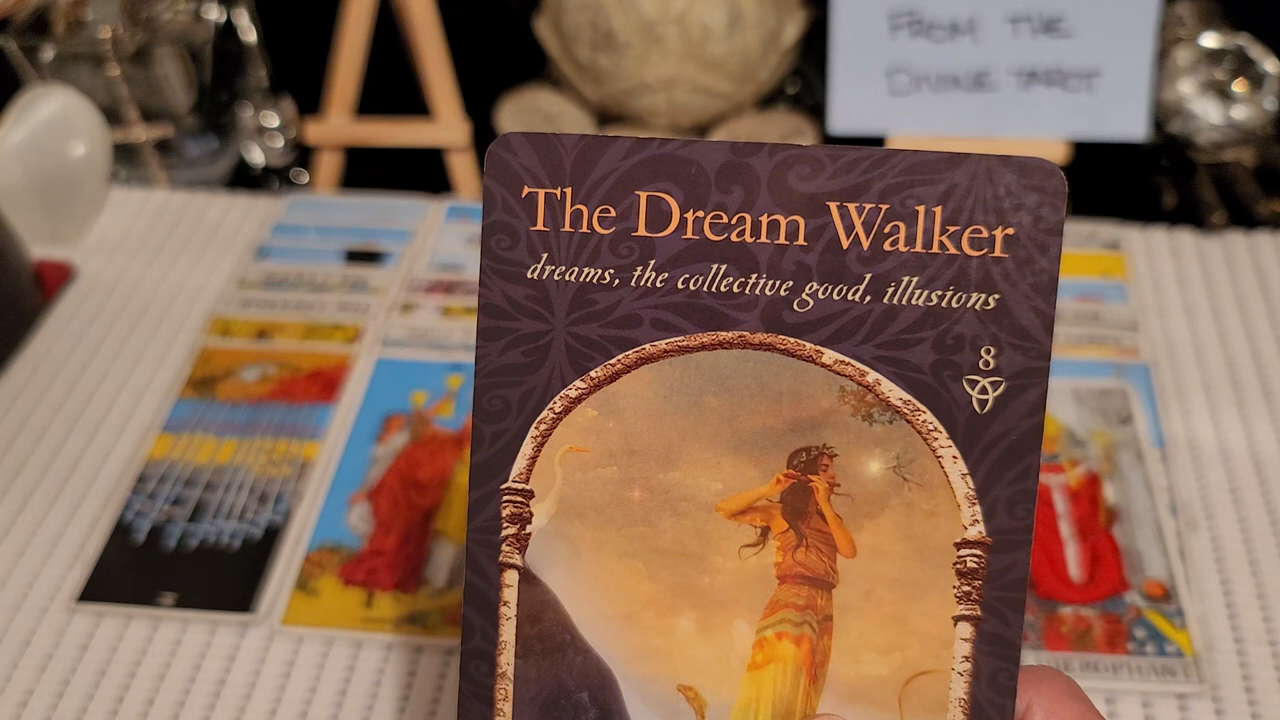 FROM THE
DIVINE TAROT
The Dream Walker
dreams, the collective good, illusions
8
HIEROPHANT